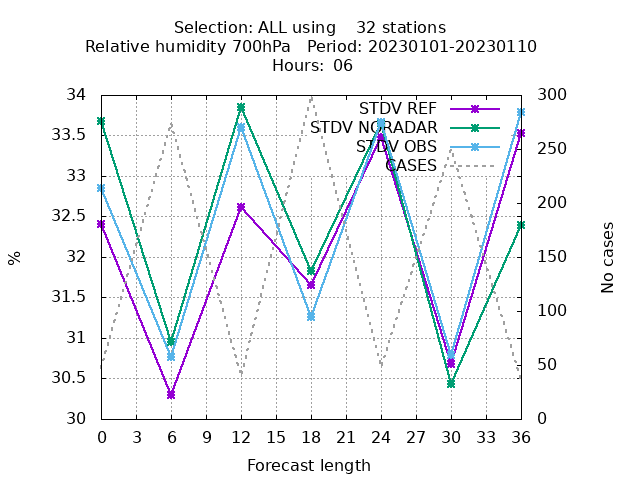 Selection: ALL using    32 stations
Relative humidity 700hPa   Period: 20230101-20230110
Hours:  06
STDV REF
STDV NORADAR
STDV OBS
CASES
%
34
33.5
33
32.5
32
31.5
31
30.5
30
300
250
200
150
100
50
0
No cases
0 3 6 9 12 15 18 21 24 27 30 33 36
Forecast length